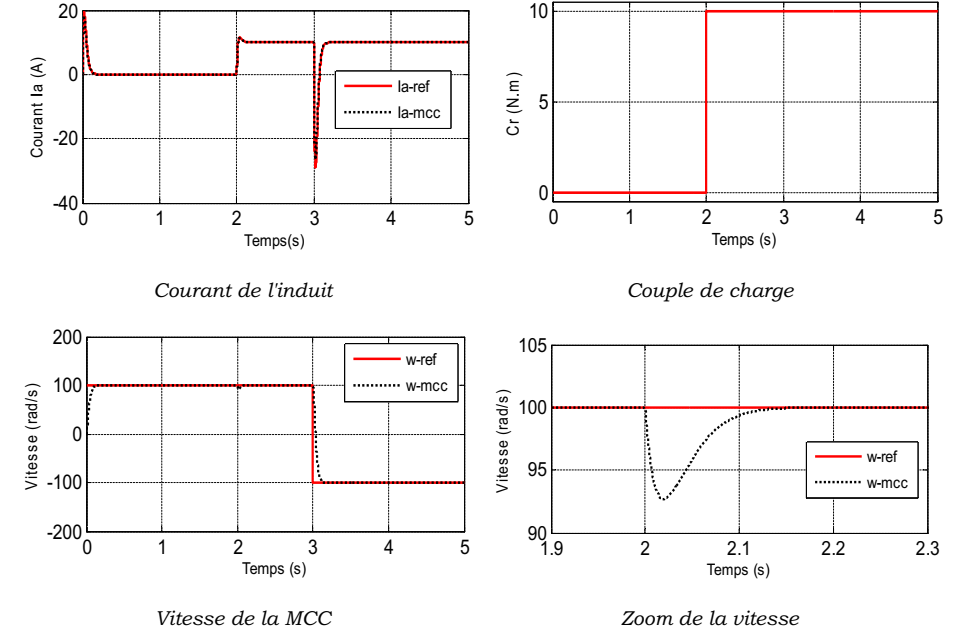 20
0
-20
-40
0 1 2 3 4 5
Courant Ia (A)
Temps(s)
Ia-ref
Ia-mcc
Courant de l'induit
10
5
0
0 1 2 3 4 5
Cr (N.m)
Temps (s)
Couple de charge
200
100
0
-100
-200
0 1 2 3 4 5
Vitesse (rad/s)
Temps (s)
w-ref
w-mcc
Vitesse de la MCC
105
100
95
90
1.9 2 2.1 2.2 2.3
Vitesse (rad/s)
Temps (s)
w-ref
w-mcc
Zoom de la vitesse